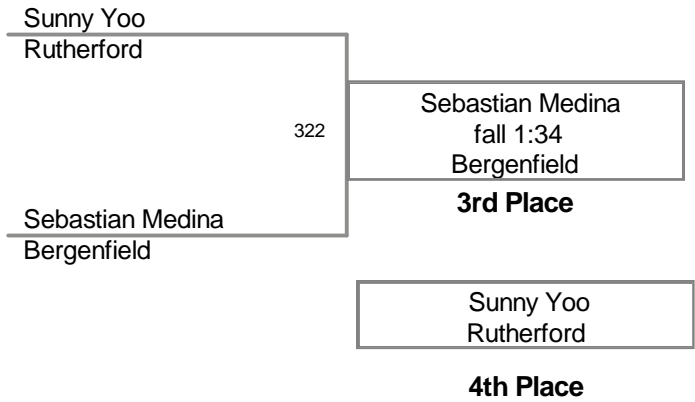 Sunny Yoo
Rutherford
322
Sebastian Medina
fall 1:34
Bergenfield
3rd Place
Sebastian Medina
Bergenfield
Sunny Yoo
Rutherford
4th Place